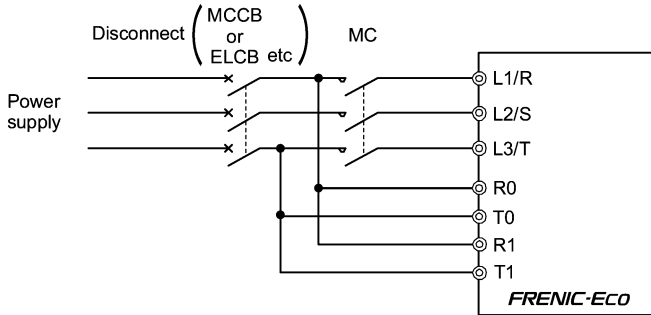 Disconnect
( MCCB
or
ELCB etc )
MC
Power
supply
L1/R
L2/S
L3/T
R0
T0
R1
T1
FRENIC-Eco